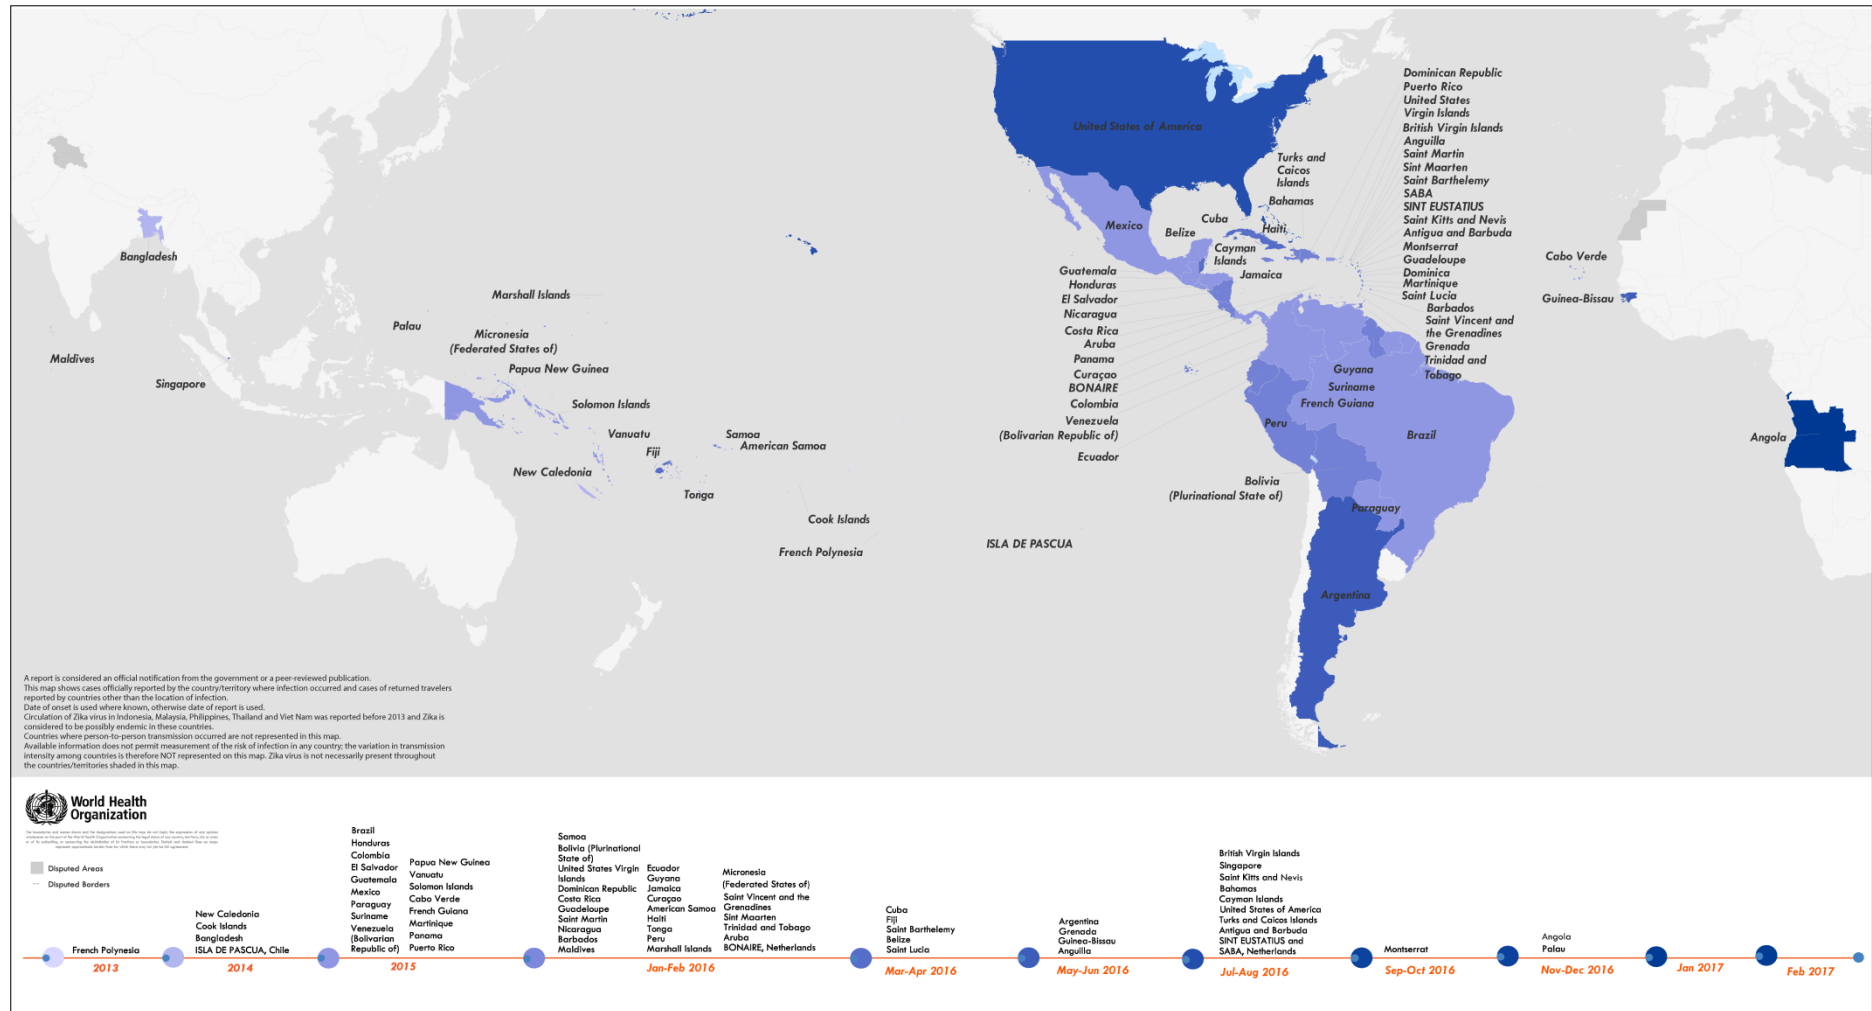 United States of America
Mexico
Belize
Cuba
Cayman
Islands
Jamaica
Haiti
Turks and
Caicos
Islands
Bahamas
Dominican Republic
Puerto Rico
United States
Virgin Islands
British Virgin Islands
Anguilla
Saint Martin
Sint Maarten
Saint Barthelemy
SABA
SINT EUSTATIUS
Saint Kitts and Nevis
Antigua and Barbuda
Montserrat
Guadeloupe
Dominica
Martinique
Saint Lucia
Barbados
Saint Vincent and
the Grenadines
Grenada
Trinidad and
Tobago
Cabo Verde
Guinea-Bissau
Angola
Guatemala
Honduras
El Salvador
Nicaragua
Costa Rica
Aruba
Panama
Curaçao
BONAIRE
Colombia
Venezuela
(Bolivarian Republic of)
Ecuador
Guyana
Suriname
French Guiana
Peru
Brazil
Bolivia
(Plurinational State of)
Paraguay
Argentina
Bangladesh
Maldives
Singapore
Marshall Islands
Palau
Micronesia
(Federated States of)
Papua New Guinea
Solomon Islands
Vanuatu
Samoa
American Samoa
Fiji
New Caledonia
Tonga
Cook Islands
French Polynesia
ISLA DE PASCUA
A report is considered an official notification from the government or a peer-reviewed publication.
This map shows cases officially reported by the country/territory where infection occurred and cases of returned travelers
reported by countries other than the location of infection.
Date of onset is used where known, otherwise date of report is used.
Circulation of Zika virus in Indonesia, Malaysia, Philippines, Thailand and Viet Nam was reported before 2013 and Zika is
considered to be possibly endemic in these countries.
Countries where person-to-person transmission occurred are not represented in this map.
Available information does not permit measurement of the risk of infection in any country; the variation in transmission
intensity among countries is therefore NOT represented on this map. Zika virus is not necessarily present throughout
the countries/territories shaded in this map.
World Health
Organization
Disputed Areas
Disputed Borders
French Polynesia
2013
New Caledonia
Cook Islands
Bangladesh
ISLA DE PASCUA, Chile
2014
Brazil
Honduras
Colombia
El Salvador
Guatemala
Mexico
Paraguay
Suriname
Venezuela
(Bolivarian
Republic of)
Papua New Guinea
Vanuatu
Solomon Islands
Cabo Verde
French Guiana
Martinique
Panama
Puerto Rico
2015
Samoa
Bolivia (Plurinational
State of)
United States Virgin
Islands
Dominican Republic
Costa Rica
Guadeloupe
Saint Martin
Nicaragua
Barbados
Maldives
Ecuador
Guyana
Jamaica
Curaçao
American Samoa
Haiti
Tonga
Peru
Marshall Islands
Micronesia
(Federated States of)
Saint Vincent and the
Grenadines
Sint Maarten
Trinidad and Tobago
Aruba
BONAIRE, Netherlands
Jan-Feb 2016
Cuba
Fiji
Saint Barthelemy
Belize
Saint Lucia
Mar-Apr 2016
Argentina
Grenada
Guinea-Bissau
Anguilla
May-Jun 2016
British Virgin Islands
Singapore
Saint Kitts and Nevis
Bahamas
Cayman Islands
United States of America
Turks and Caicos Islands
Antigua and Barbuda
SINT EUSTATIUS and
SABA, Netherlands
Jul-Aug 2016
Montserrat
Sep-Oct 2016
Angola
Palau
Nov-Dec 2016
Jan 2017
Feb 2017